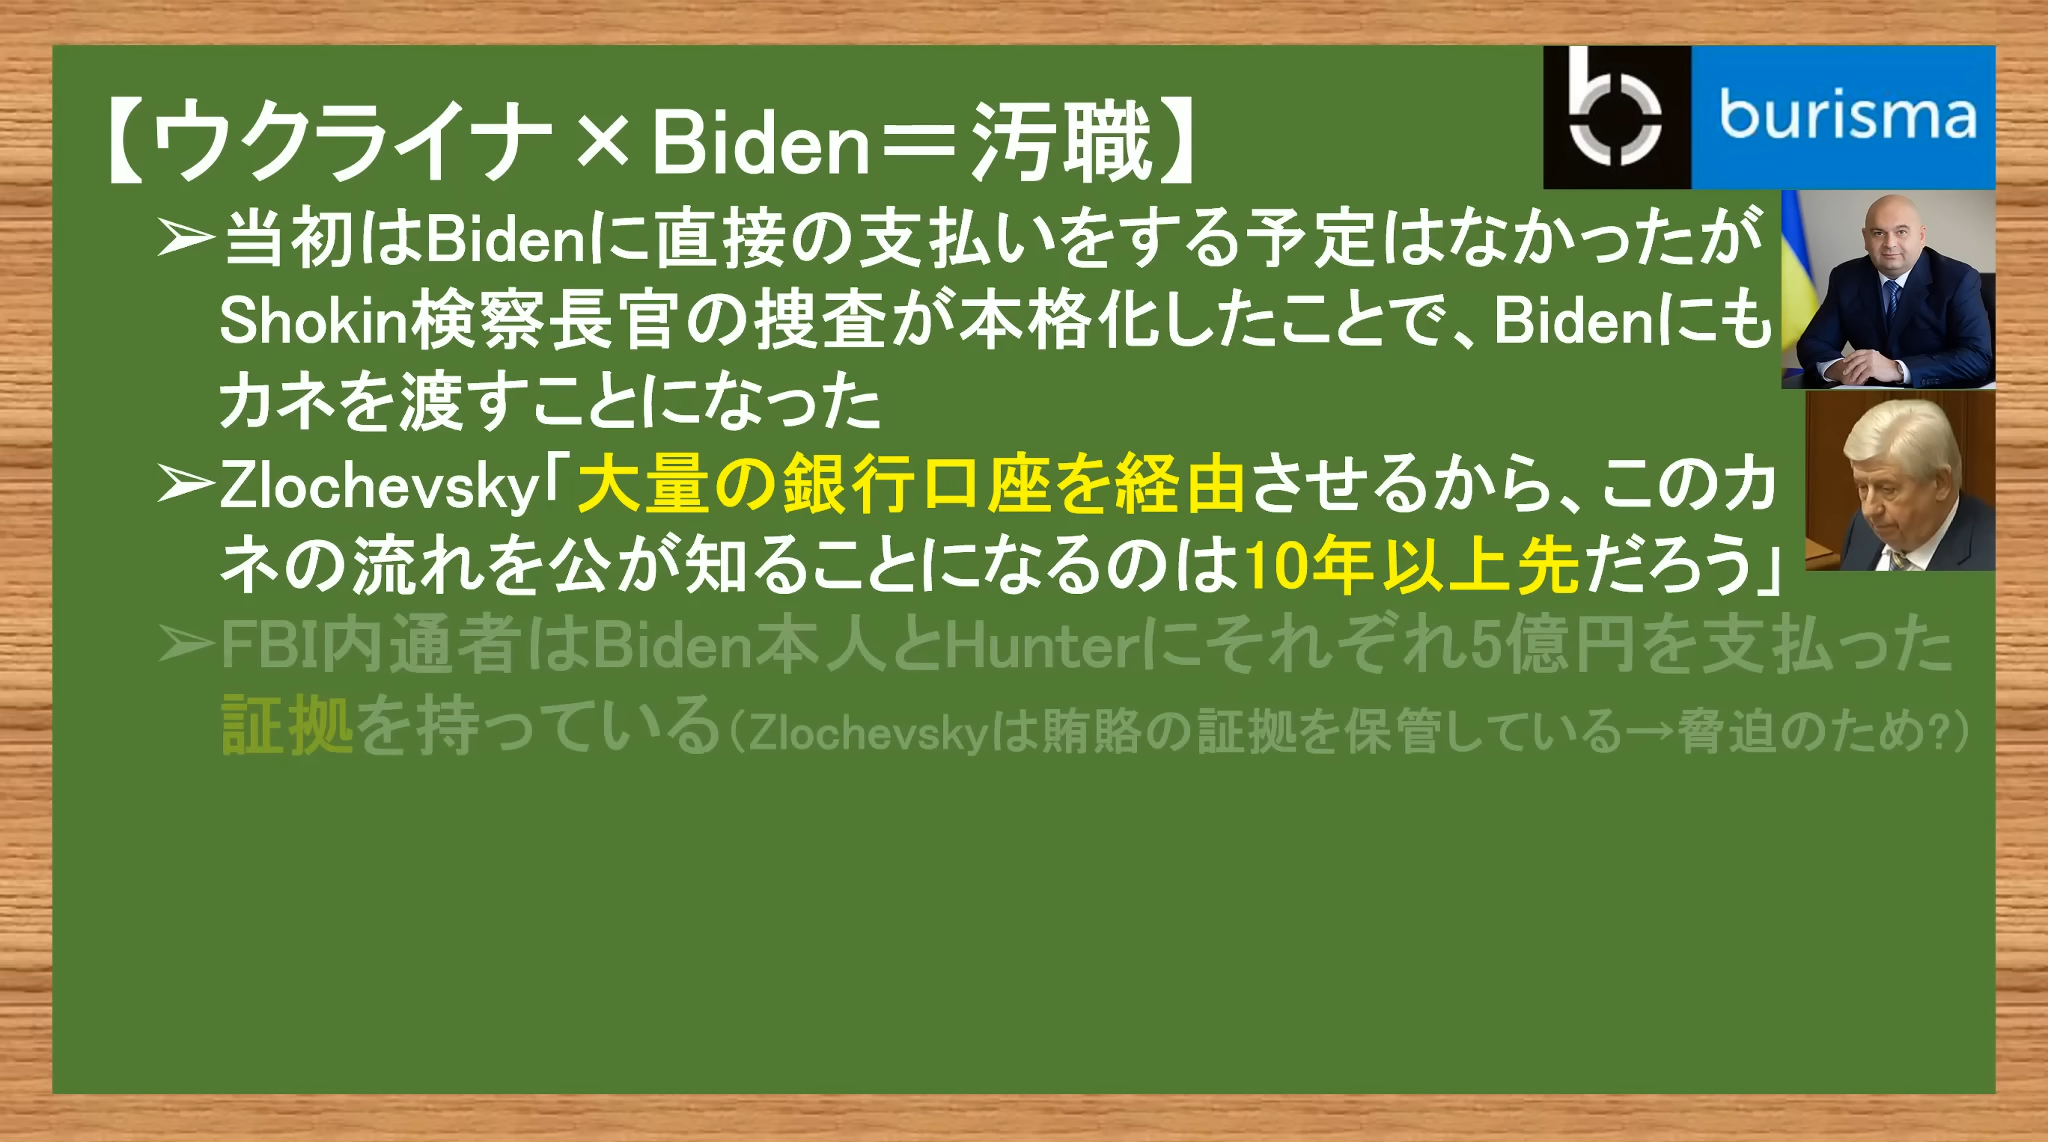 【ウクライナ×Biden＝汚職】
burisma
➢当初はBidenに直接の支払いをする予定はなかったが
Shokin検察長官の捜査が本格化したことで、Bidenにも
カネを渡すことになった
➢Zlochevsky「大量の銀行口座を経由させるから、このカ
ネの流れを公が知ることになるのは10年以上先だろう」
➢FBI内通者はBiden本人とHunterにそれぞれ5億円を支払った
証拠を持っている（Zlochevskyは賄賂の証拠を保管している→脅迫のため?）